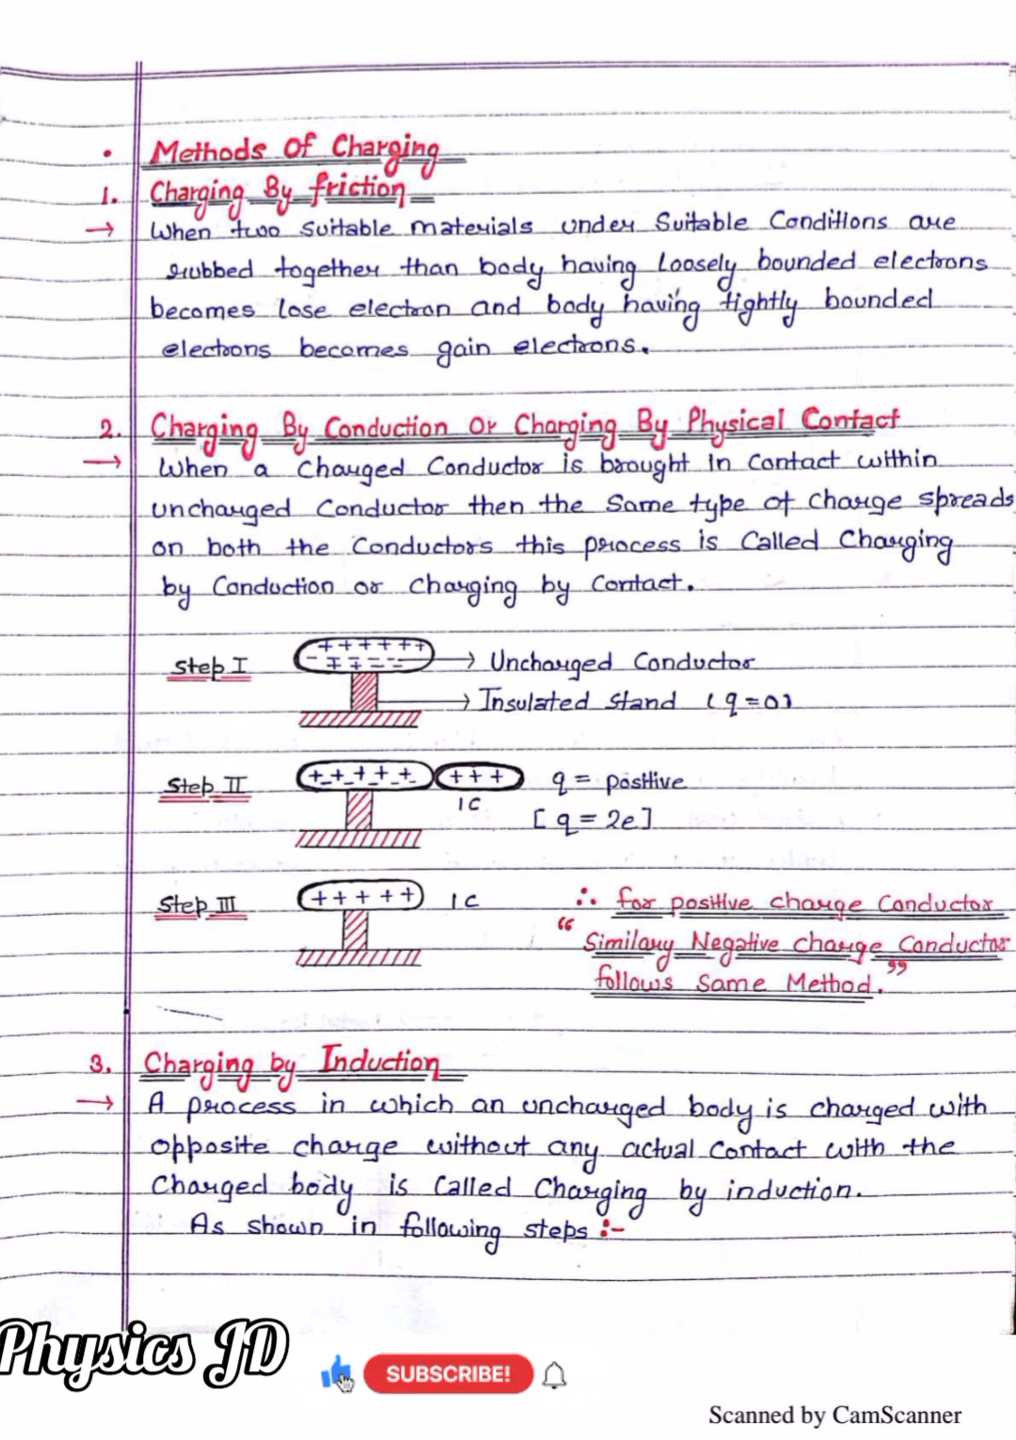 • Methods Of Charging
1. Charging By friction
→ When two suitable materials under Suitable Conditions are
rubbed together than body having Loosely bounded electrons
becomes lose electron and body having tightly bounded
electrons becomes gain electrons.
2. Charging By Conduction Or Charging By Physical Contact
→ When a Charged Conductor is brought in Contact within
uncharged Conductor then the Same type of Charge spreads
on both the Conductors this process is Called Charging
by Conduction or Charging by Contact.
Step I
++++++
→ Uncharged Conductor
→ Insulated Stand (q=0)
Step II
+-+-+-+-+-
+++
q = positive
IC
[q = 2e]
Step III
+++++
IC
∴ for positive charge Conductor
“ Similary Negative charge Conductor
follows Same Method.”
3. Charging by Induction
→ A process in which an uncharged body is charged with
opposite charge without any actual Contact with the
Charged body is Called Charging by induction.
As shown in following steps :-
Physics JD
SUBSCRIBE!
Scanned by CamScanner